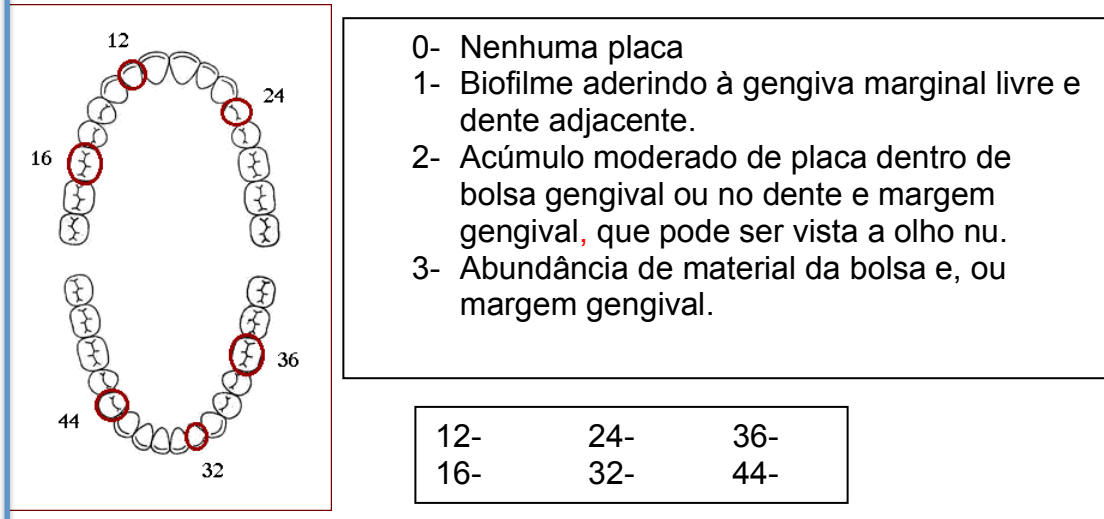 12
24
16
36
44
32
0- Nenhuma placa
1- Biofilme aderindo à gengiva marginal livre e
dente adjacente.
2- Acúmulo moderado de placa dentro de
bolsa gengival ou no dente e margem
gengival, que pode ser vista a olho nu.
3- Abundância de material da bolsa e, ou
margem gengival.
12- 24- 36-
16- 32- 44-